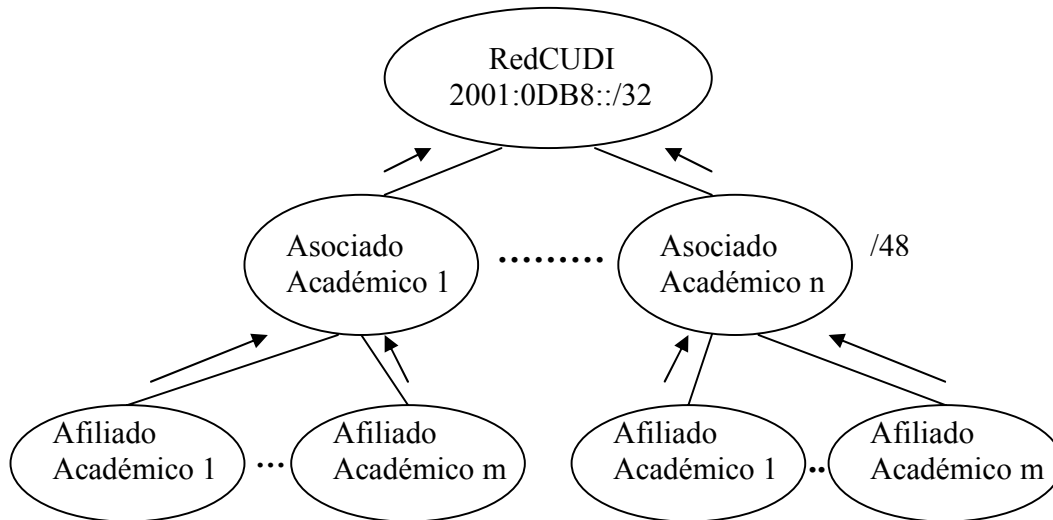 RedCUDI
2001:0DB8::/32
Asociado
Académico 1
.........
Asociado
Académico n
/48
Afiliado
Académico 1
...
Afiliado
Académico m
Afiliado
Académico 1
..
Afiliado
Académico m